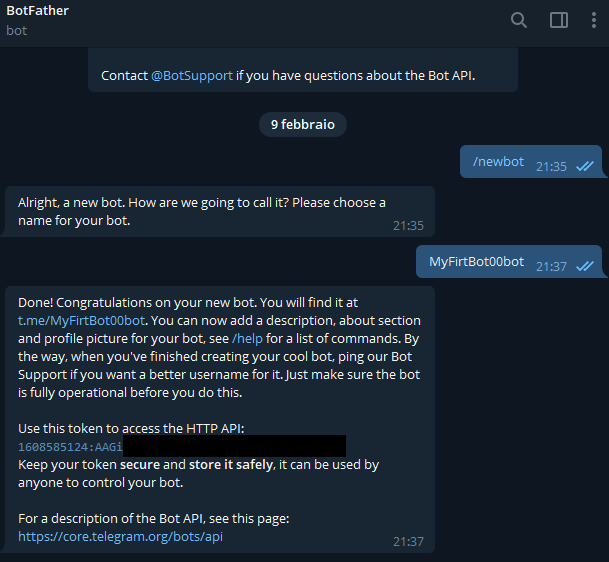 BotFather
bot
Contact @BotSupport if you have questions about the Bot API.
9 febbraio
/newbot 21:35
Alright, a new bot. How are we going to call it? Please choose a
name for your bot. 21:35
MyFirtBot00bot 21:37
Done! Congratulations on your new bot. You will find it at
t.me/MyFirtBot00bot. You can now add a description, about section
and profile picture for your bot, see /help for a list of commands. By
the way, when you've finished creating your cool bot, ping our Bot
Support if you want a better username for it. Just make sure the bot
is fully operational before you do this.
Use this token to access the HTTP API:
1608585124:AAGi
Keep your token secure and store it safely, it can be used by
anyone to control your bot.
For a description of the Bot API, see this page:
https://core.telegram.org/bots/api 21:37